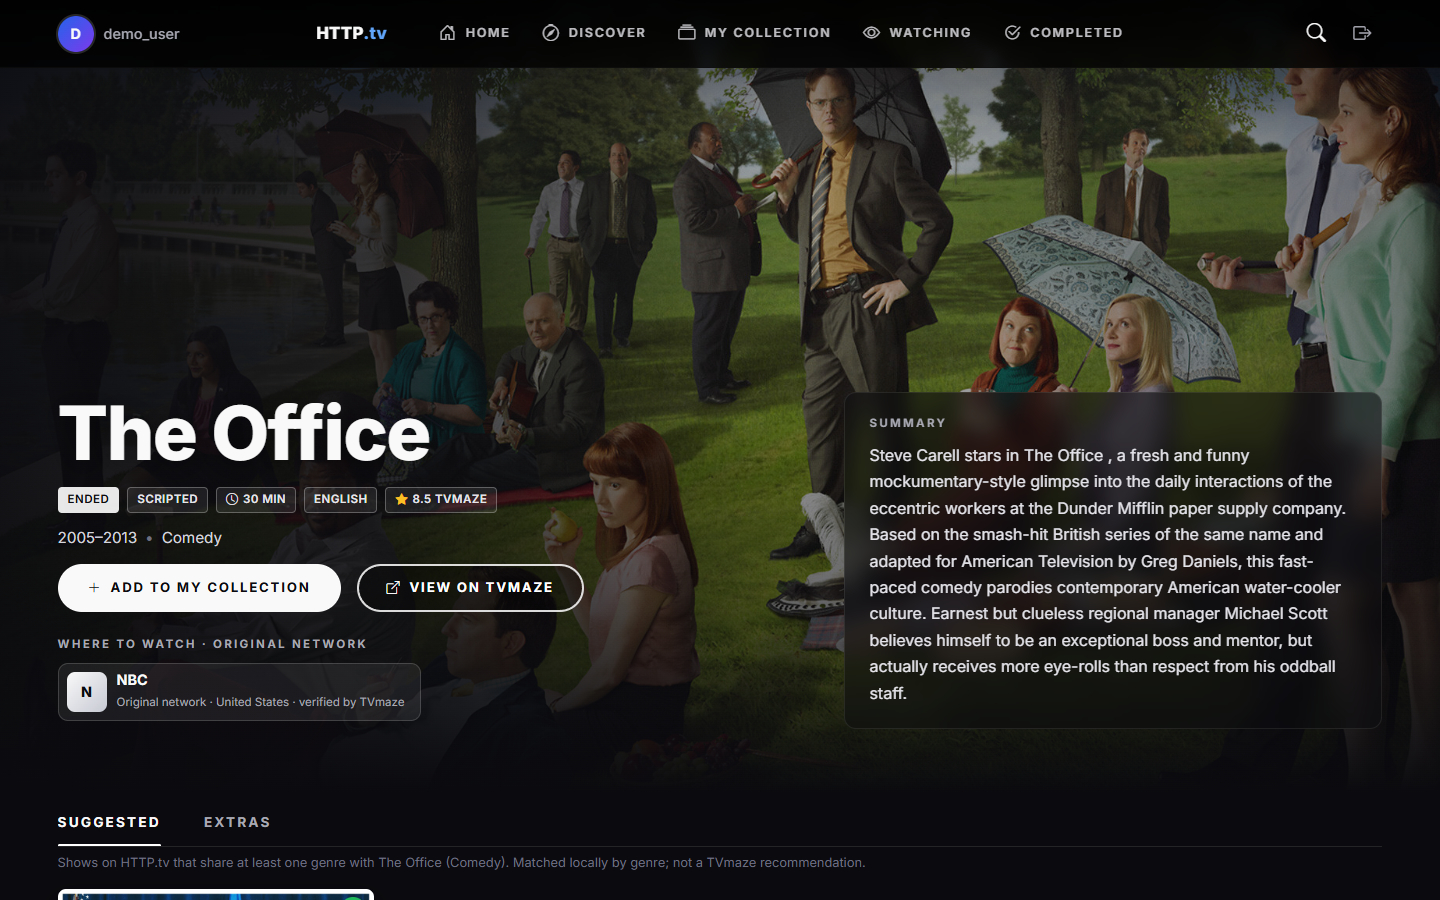 D demo_user
HTTP.tv
HOME
DISCOVER
MY COLLECTION
WATCHING
COMPLETED
The Office
ENDED
SCRIPTED
30 MIN
ENGLISH
8.5 TVMAZE
2005–2013 • Comedy
+ ADD TO MY COLLECTION
VIEW ON TVMAZE
WHERE TO WATCH · ORIGINAL NETWORK
N
NBC
Original network · United States · verified by TVmaze
SUMMARY
Steve Carell stars in The Office , a fresh and funny
mockumentary-style glimpse into the daily interactions of the
eccentric workers at the Dunder Mifflin paper supply company.
Based on the smash-hit British series of the same name and
adapted for American Television by Greg Daniels, this fast-
paced comedy parodies contemporary American water-cooler
culture. Earnest but clueless regional manager Michael Scott
believes himself to be an exceptional boss and mentor, but
actually receives more eye-rolls than respect from his oddball
staff.
SUGGESTED
EXTRAS
Shows on HTTP.tv that share at least one genre with The Office (Comedy). Matched locally by genre; not a TVmaze recommendation.